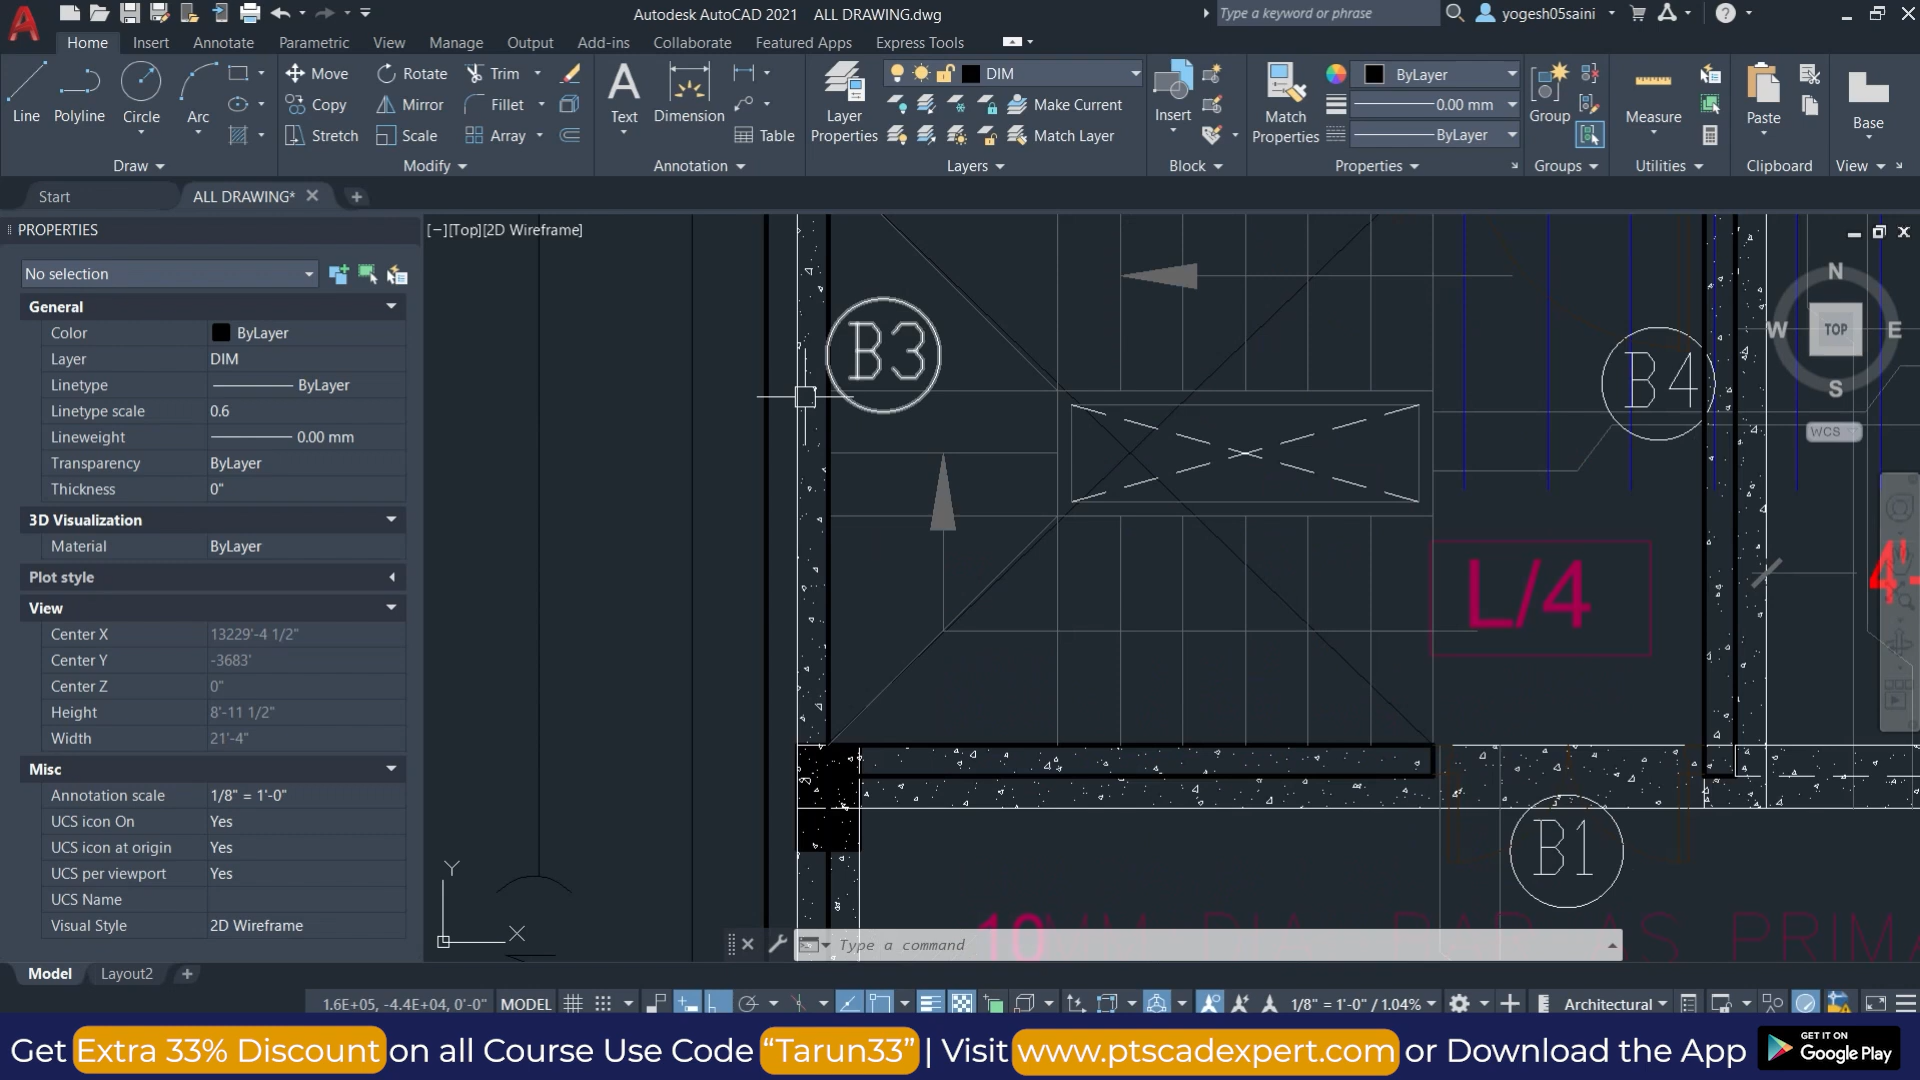 Autodesk AutoCAD 2021 ALL DRAWING.dwg
Type a keyword or phrase
yogesh05saini
Home Insert Annotate Parametric View Manage Output Add-ins Collaborate Featured Apps Express Tools
Line Polyline Circle Arc
Move Rotate Trim
Copy Mirror Fillet
Stretch Scale Array
Text Dimension Table
Layer Properties
DIM
Make Current
Match Layer
Insert
Match Properties
ByLayer
0.00 mm
ByLayer
Group Measure Paste Base
Draw Modify Annotation Layers Block Properties Groups Utilities Clipboard View
Start ALL DRAWING*
PROPERTIES
No selection
General
Color ByLayer
Layer DIM
Linetype ByLayer
Linetype scale 0.6
Lineweight 0.00 mm
Transparency ByLayer
Thickness 0"
3D Visualization
Material ByLayer
Plot style
View
Center X 13229'-4 1/2"
Center Y -3683'
Center Z 0"
Height 8'-11 1/2"
Width 21'-4"
Misc
Annotation scale 1/8" = 1'-0"
UCS icon On Yes
UCS icon at origin Yes
UCS per viewport Yes
UCS Name
Visual Style 2D Wireframe
[−][Top][2D Wireframe]
N
W TOP E
S
WCS
B3
B4
L/4
4'-
B1
Y
X
10MM DIA BAR AS PRIMA
Type a command
Model Layout2
1.6E+05, -4.4E+04, 0'-0" MODEL 1/8" = 1'-0" / 1.04% Architectural
Get Extra 33% Discount on all Course Use Code “Tarun33” | Visit www.ptscadexpert.com or Download the App
GET IT ON
Google Play